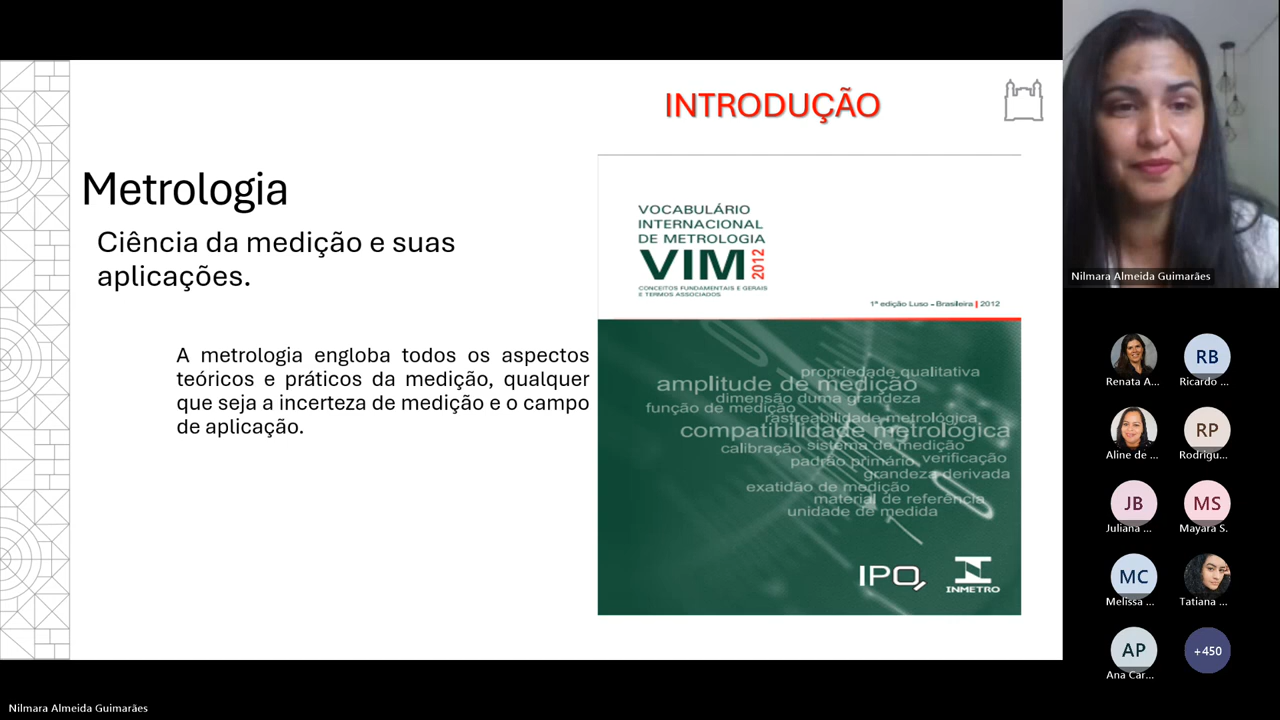 INTRODUÇÃO
Metrologia
Ciência da medição e suas
aplicações.
A metrologia engloba todos os aspectos
teóricos e práticos da medição, qualquer
que seja a incerteza de medição e o campo
de aplicação.
VOCABULÁRIO
INTERNACIONAL
DE METROLOGIA
VIM 2012
CONCEITOS FUNDAMENTAIS E GERAIS
E TERMOS ASSOCIADOS
1ª edição Luso - Brasileira | 2012
propriedade qualitativa
amplitude de medição
dimensão duma grandeza
função de medição
rastreabilidade metrológica
compatibilidade metrológica
calibração sistema de medição
padrão primário verificação
grandeza derivada
exatidão de medição
material de referência
unidade de medida
IPQ
INMETRO
Nilmara Almeida Guimarães
RB
Renata A... Ricardo ...
RP
Aline de ... Rodrigu...
JB MS
Juliana ... Mayara S.
MC
Melissa ... Tatiana ...
AP +450
Ana Car...
Nilmara Almeida Guimarães